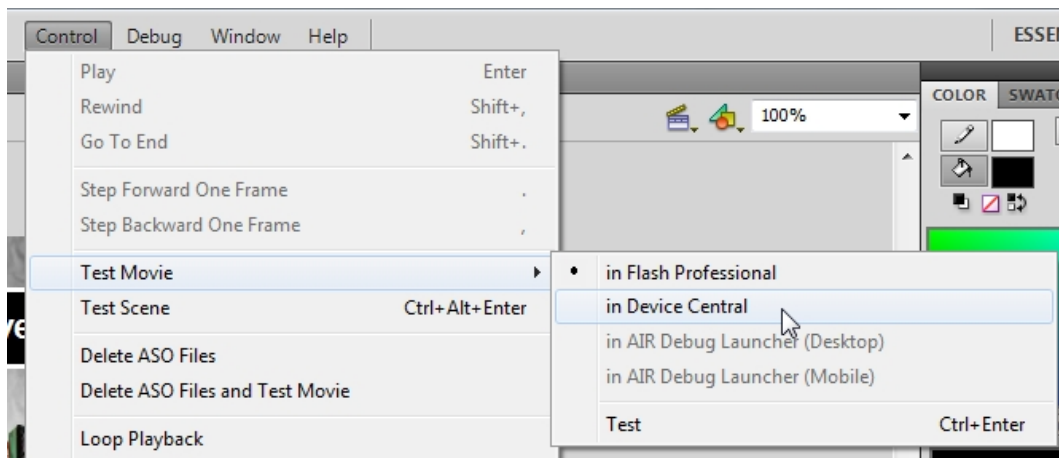 Control Debug Window Help ESSE
Play Enter
Rewind Shift+,
Go To End Shift+.
100%
COLOR SWAT
Step Forward One Frame .
Step Backward One Frame ,
Test Movie
Test Scene Ctrl+Alt+Enter
Delete ASO Files
Delete ASO Files and Test Movie
Loop Playback
in Flash Professional
in Device Central
in AIR Debug Launcher (Desktop)
in AIR Debug Launcher (Mobile)
Test Ctrl+Enter